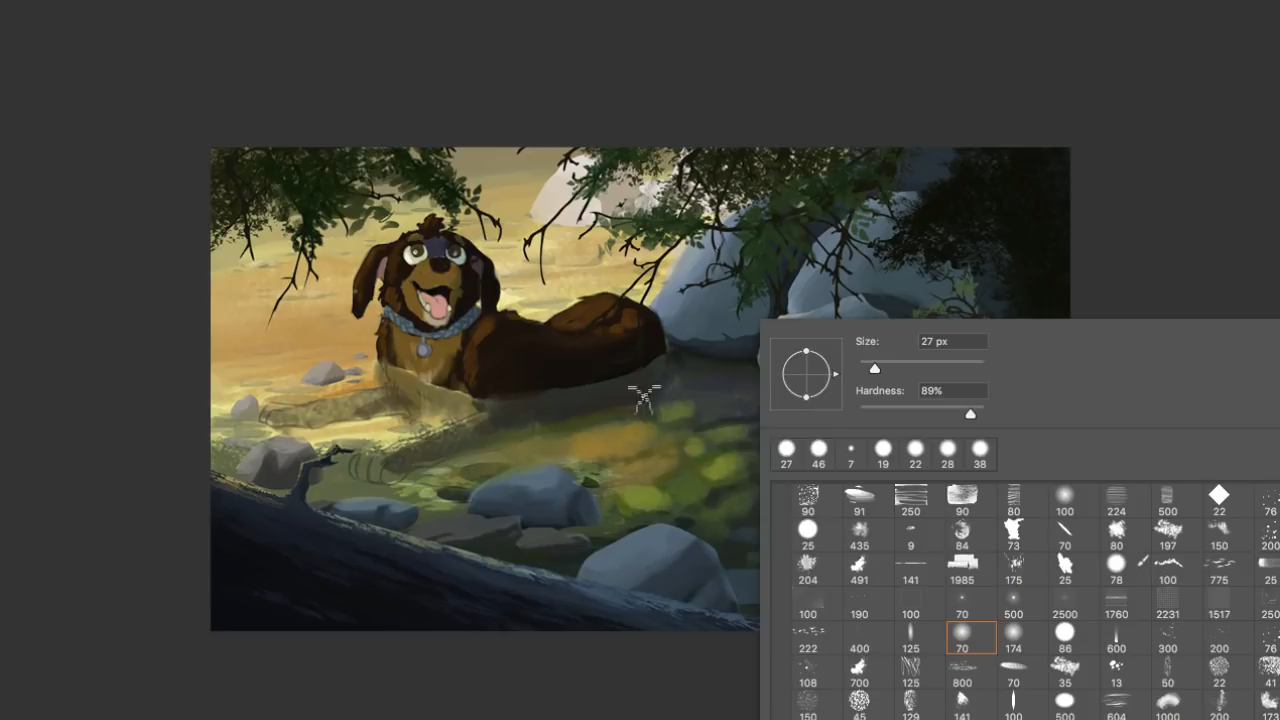 Size: 27 px
Hardness: 89%
27 46 7 19 22 28 38
90 91 250 90 80 100 224 500 22 76
25 435 9 84 73 70 80 197 150 200
204 491 141 1985 175 25 78 100 775 25
100 190 100 70 500 2500 1760 2231 1517 250
222 400 125 70 174 86 600 300 200 76
108 700 125 800 70 35 13 50 22 41
150 45 129 141 100 500 604 1000 200 173